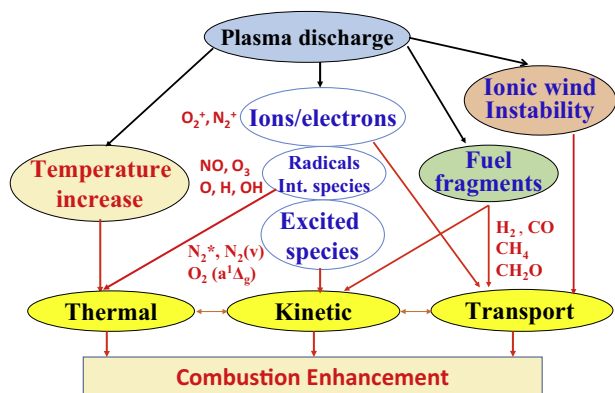 Plasma discharge
Ionic wind
Instability
O₂⁺, N₂⁺
Ions/electrons
Temperature
increase
NO, O₃
O, H, OH
Radicals
Int. species
Fuel
fragments
Excited
species
N₂*, N₂(v)
O₂ (a¹Δg)
H₂ , CO
CH₄
CH₂O
Thermal
Kinetic
Transport
Combustion Enhancement